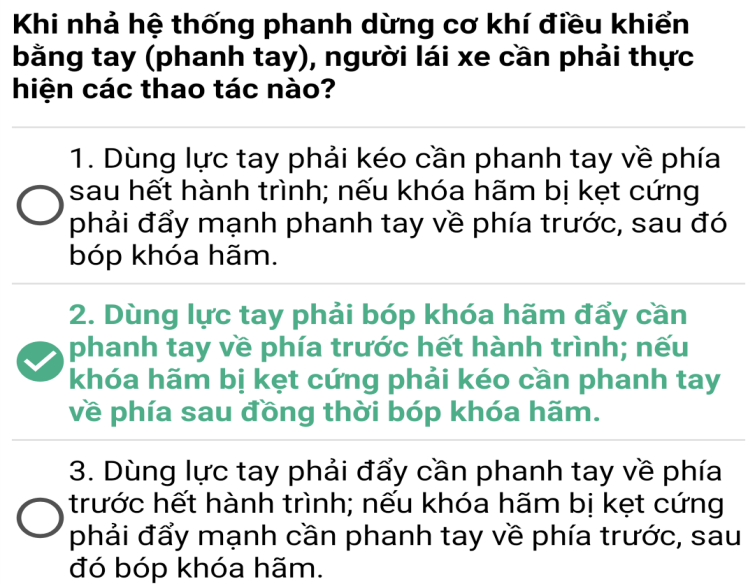 Khi nhả hệ thống phanh dừng cơ khí điều khiển
bằng tay (phanh tay), người lái xe cần phải thực
hiện các thao tác nào?
1. Dùng lực tay phải kéo cần phanh tay về phía
sau hết hành trình; nếu khóa hãm bị kẹt cứng
phải đẩy mạnh phanh tay về phía trước, sau đó
bóp khóa hãm.
2. Dùng lực tay phải bóp khóa hãm đẩy cần
phanh tay về phía trước hết hành trình; nếu
khóa hãm bị kẹt cứng phải kéo cần phanh tay
về phía sau đồng thời bóp khóa hãm.
3. Dùng lực tay phải đẩy cần phanh tay về phía
trước hết hành trình; nếu khóa hãm bị kẹt cứng
phải đẩy mạnh cần phanh tay về phía trước, sau
đó bóp khóa hãm.